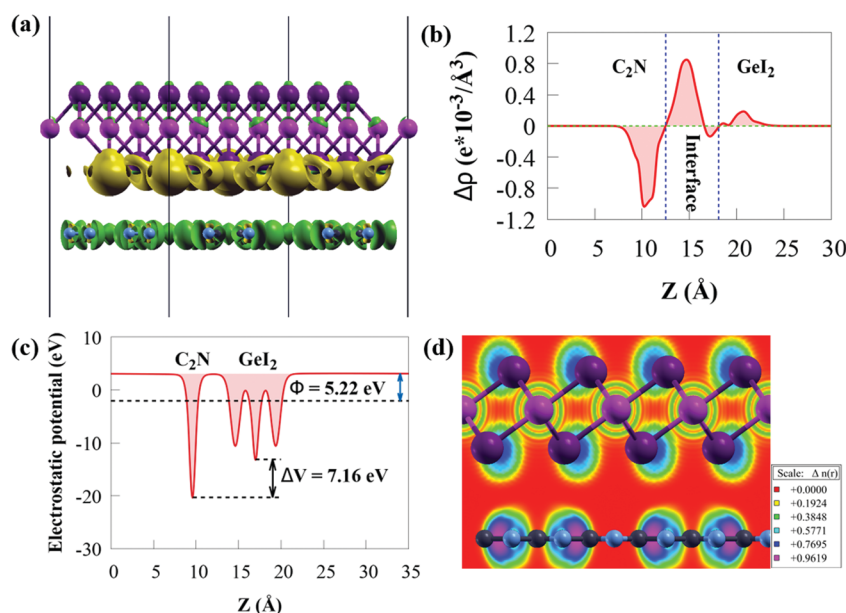 (a)
(b)
C₂N
GeI₂
Interface
Δρ (e*10⁻³/Å³)
1.2
0.8
0.4
0
-0.4
-0.8
-1.2
0 5 10 15 20 25 30
Z (Å)
(c)
C₂N
GeI₂
Φ = 5.22 eV
ΔV = 7.16 eV
Electrostatic potential (eV)
10
0
-10
-20
-30
0 5 10 15 20 25 30 35
Z (Å)
(d)
Scale: Δ n(r)
+0.0000
+0.1924
+0.3848
+0.5771
+0.7695
+0.9619